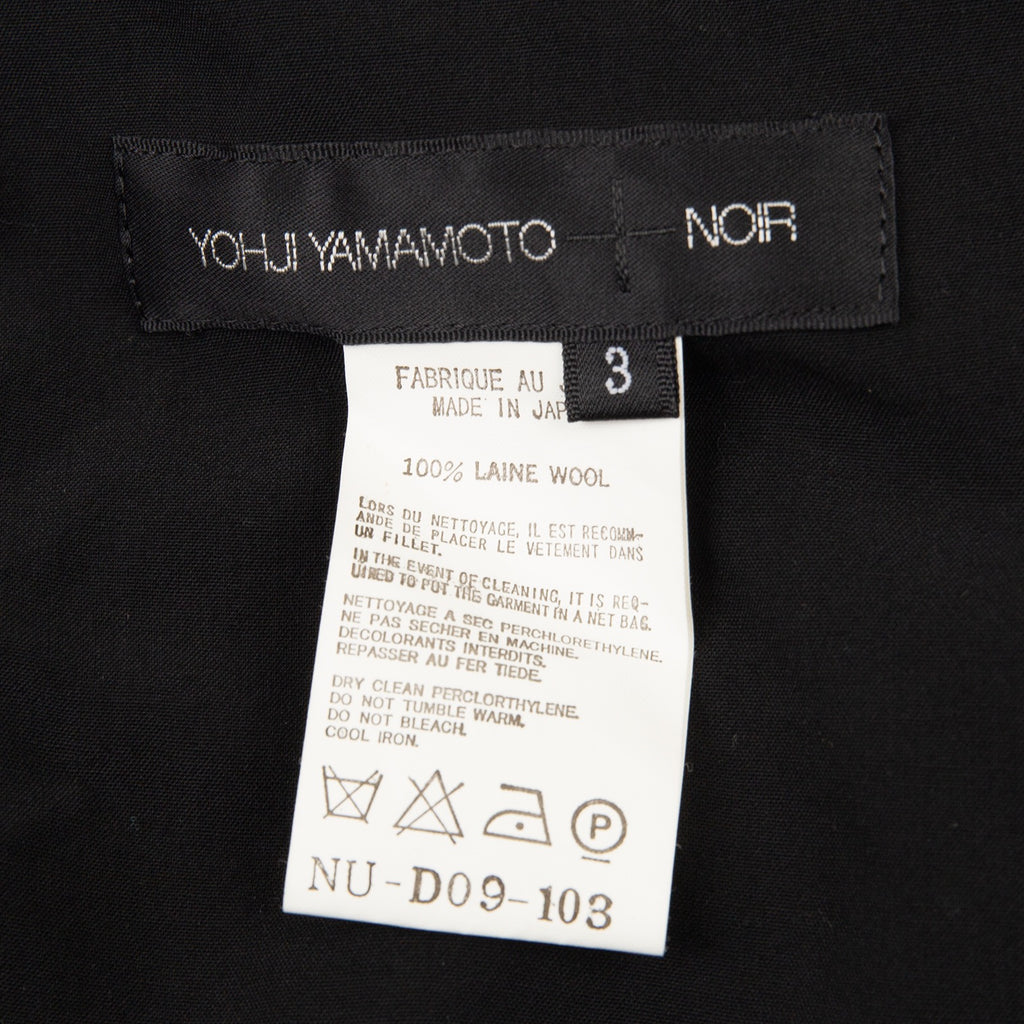 YOHJI YAMAMOTO NOIR
3
FABRIQUE AU
MADE IN JAP
100% LAINE WOOL
LORS DU NETTOYAGE, IL EST RECOMM-
ANDE DE PLACER LE VETEMENT DANS
UN FILLET.
IN THE EVENT OF CLEANING, IT IS REQ-
UIRED TO PUT THE GARMENT IN A NET BAG.
NETTOYAGE A SEC PERCHLORETHYLENE.
NE PAS SECHER EN MACHINE.
DECOLORANTS INTERDITS.
REPASSER AU FER TIEDE.
DRY CLEAN PERCLORTHYLENE.
DO NOT TUMBLE WARM.
DO NOT BLEACH.
COOL IRON.
P
NU-D09-103